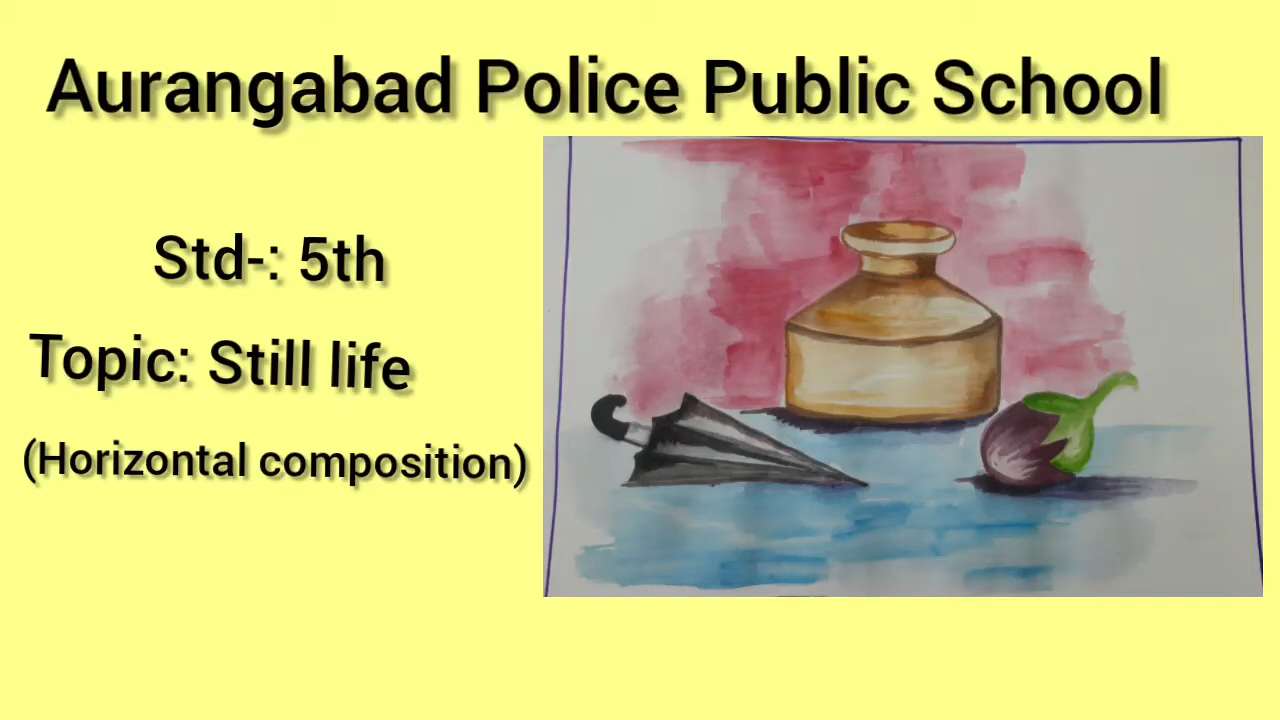 Aurangabad Police Public School
Std-: 5th
Topic: Still life
(Horizontal composition)